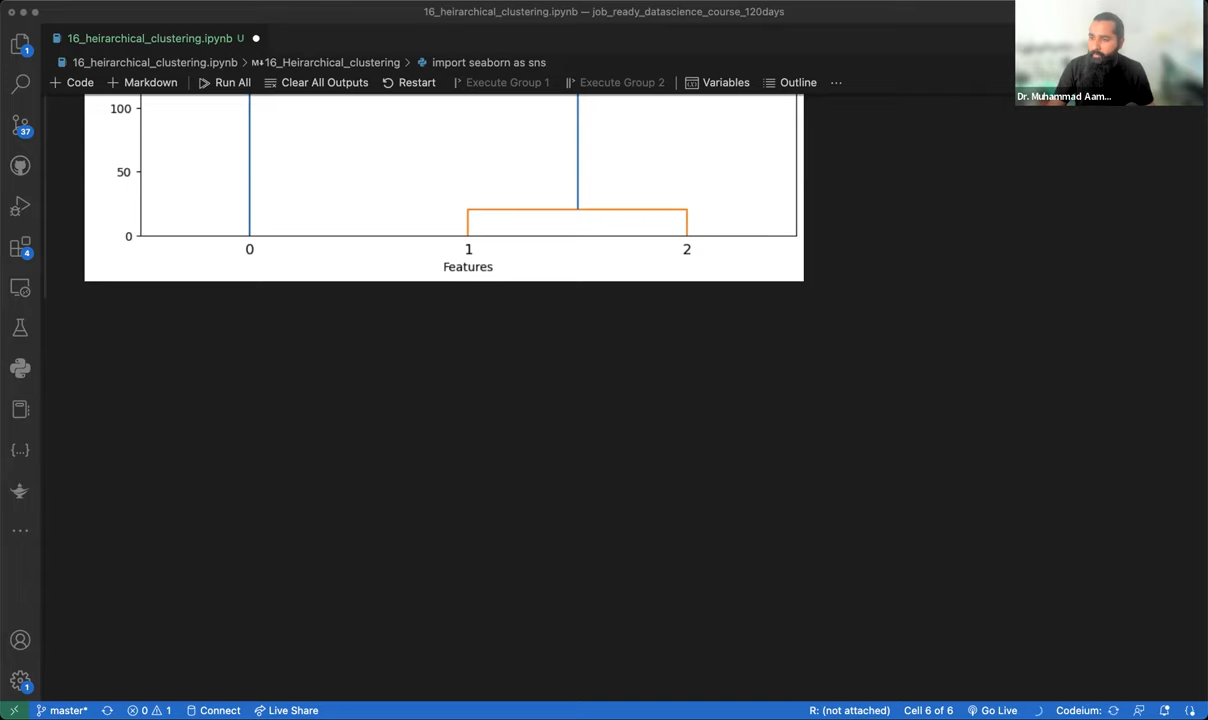 16_heirarchical_clustering.ipynb — job_ready_datascience_course_120days
16_heirarchical_clustering.ipynb U
16_heirarchical_clustering.ipynb > M↓16_Heirarchical_clustering > import seaborn as sns
+ Code + Markdown Run All Clear All Outputs Restart Execute Group 1 Execute Group 2 Variables Outline ...
Dr. Muhammad Aam...
1
37
4
100
50
0
0 1 2
Features
1
master* 0 1 Connect Live Share R: (not attached) Cell 6 of 6 Go Live Codeium: